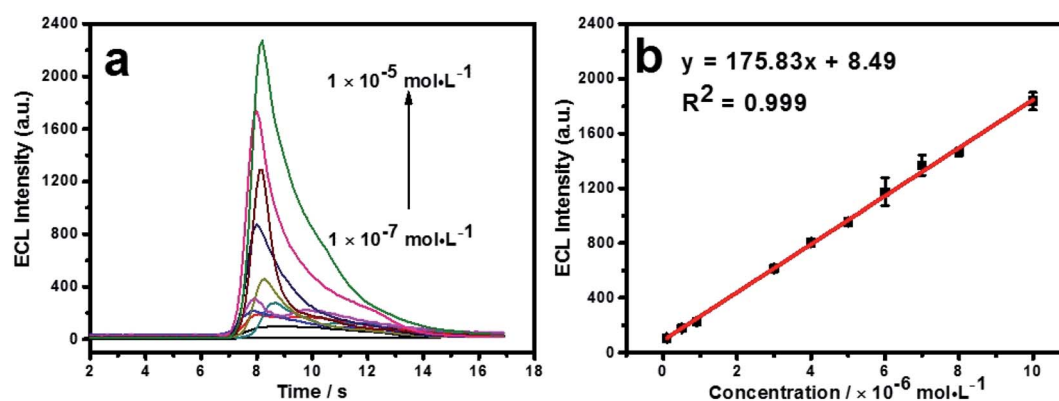 a
ECL Intensity (a.u.)
2400
2000
1600
1200
800
400
0
1 × 10⁻⁵ mol•L⁻¹
1 × 10⁻⁷ mol•L⁻¹
2 4 6 8 10 12 14 16 18
Time / s
b
ECL Intensity (a.u.)
2400
2000
1600
1200
800
400
0
y = 175.83x + 8.49
R² = 0.999
0 2 4 6 8 10
Concentration / × 10⁻⁶ mol•L⁻¹